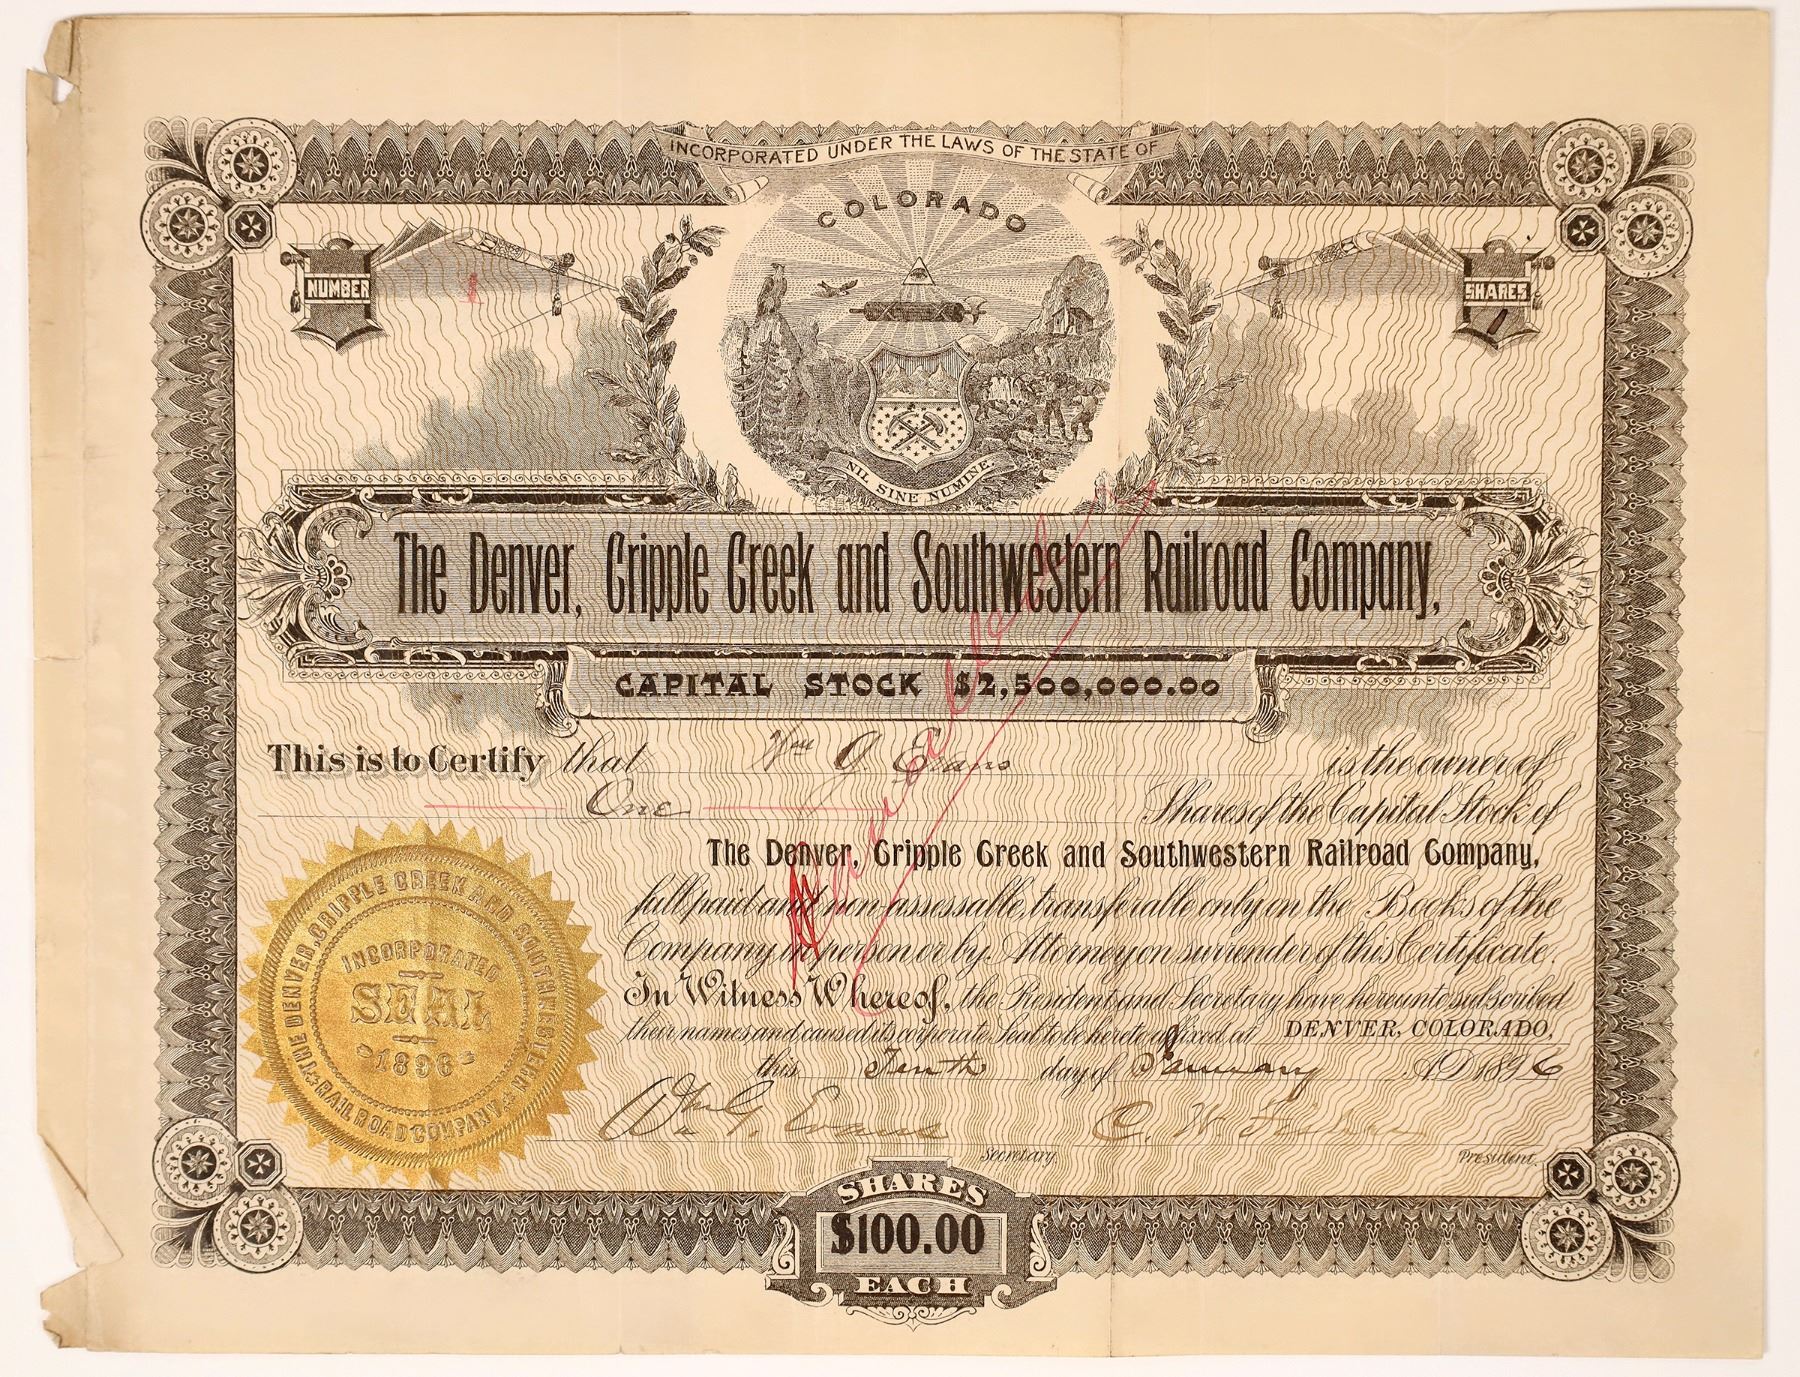 INCORPORATED UNDER THE LAWS OF THE STATE OF
COLORADO
NUMBER 1
SHARES 1
NIL SINE NUMINE.
The Denver, Cripple Creek and Southwestern Railroad Company,
CAPITAL STOCK $2,500,000.00
This is to Certify that Wm G. Evans is the owner of
One Shares of the Capital Stock of
The Denver, Cripple Creek and Southwestern Railroad Company,
full paid and non assessable, transferable only on the Books of the
Company in person or by Attorney on surrender of this Certificate.
In Witness Whereof, the President and Secretary have hereunto subscribed
their names and caused its corporate Seal to be hereto affixed at DENVER, COLORADO,
this Tenth day of January A.D. 1896
Wm G. Evans Secretary.
C. W. President.
Cancelled
THE DENVER, CRIPPLE CREEK AND SOUTHWESTERN
RAILROAD COMPANY.
INCORPORATED
SEAL
1896
SHARES
$100.00
EACH